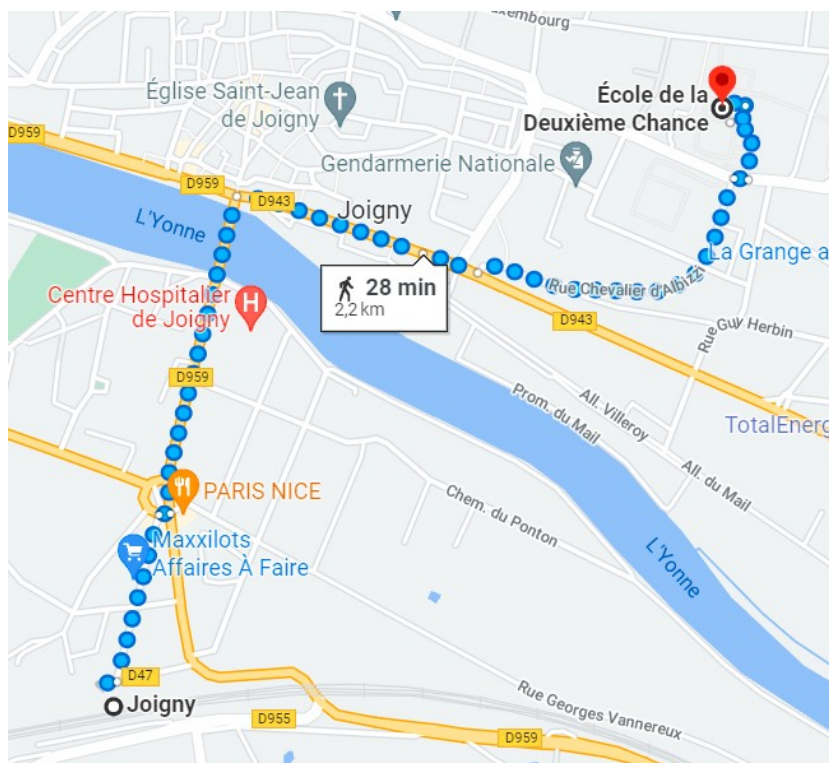 uxembourg
École de la
Deuxième Chance
Église Saint-Jean
de Joigny
D959
Gendarmerie Nationale
D959
D943
Joigny
L'Yonne
La Grange a
28 min
2,2 km
Rue Chevalier d'Albizzi
Centre Hospitalier
de Joigny
D943
Rue Guy Herbin
D959
Prom. du Mail
All. Villeroy
TotalEnerg
All. du Mail
PARIS NICE
Chem. du Ponton
Maxxilots
Affaires À Faire
L'Yonne
D47
Joigny
Rue Georges Vannereux
D955
D959